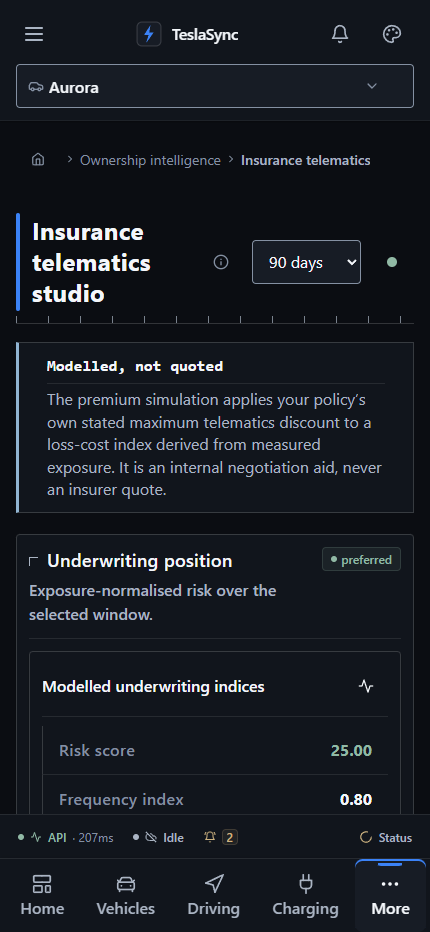 TeslaSync
Aurora
Ownership intelligence
Insurance telematics
Insurance
telematics
studio
90 days
Modelled, not quoted
The premium simulation applies your policy's
own stated maximum telematics discount to a
loss-cost index derived from measured
exposure. It is an internal negotiation aid, never
an insurer quote.
Underwriting position
preferred
Exposure-normalised risk over the
selected window.
Modelled underwriting indices
Risk score 25.00
Frequency index 0.80
API · 207ms Idle 2 Status
Home Vehicles Driving Charging More